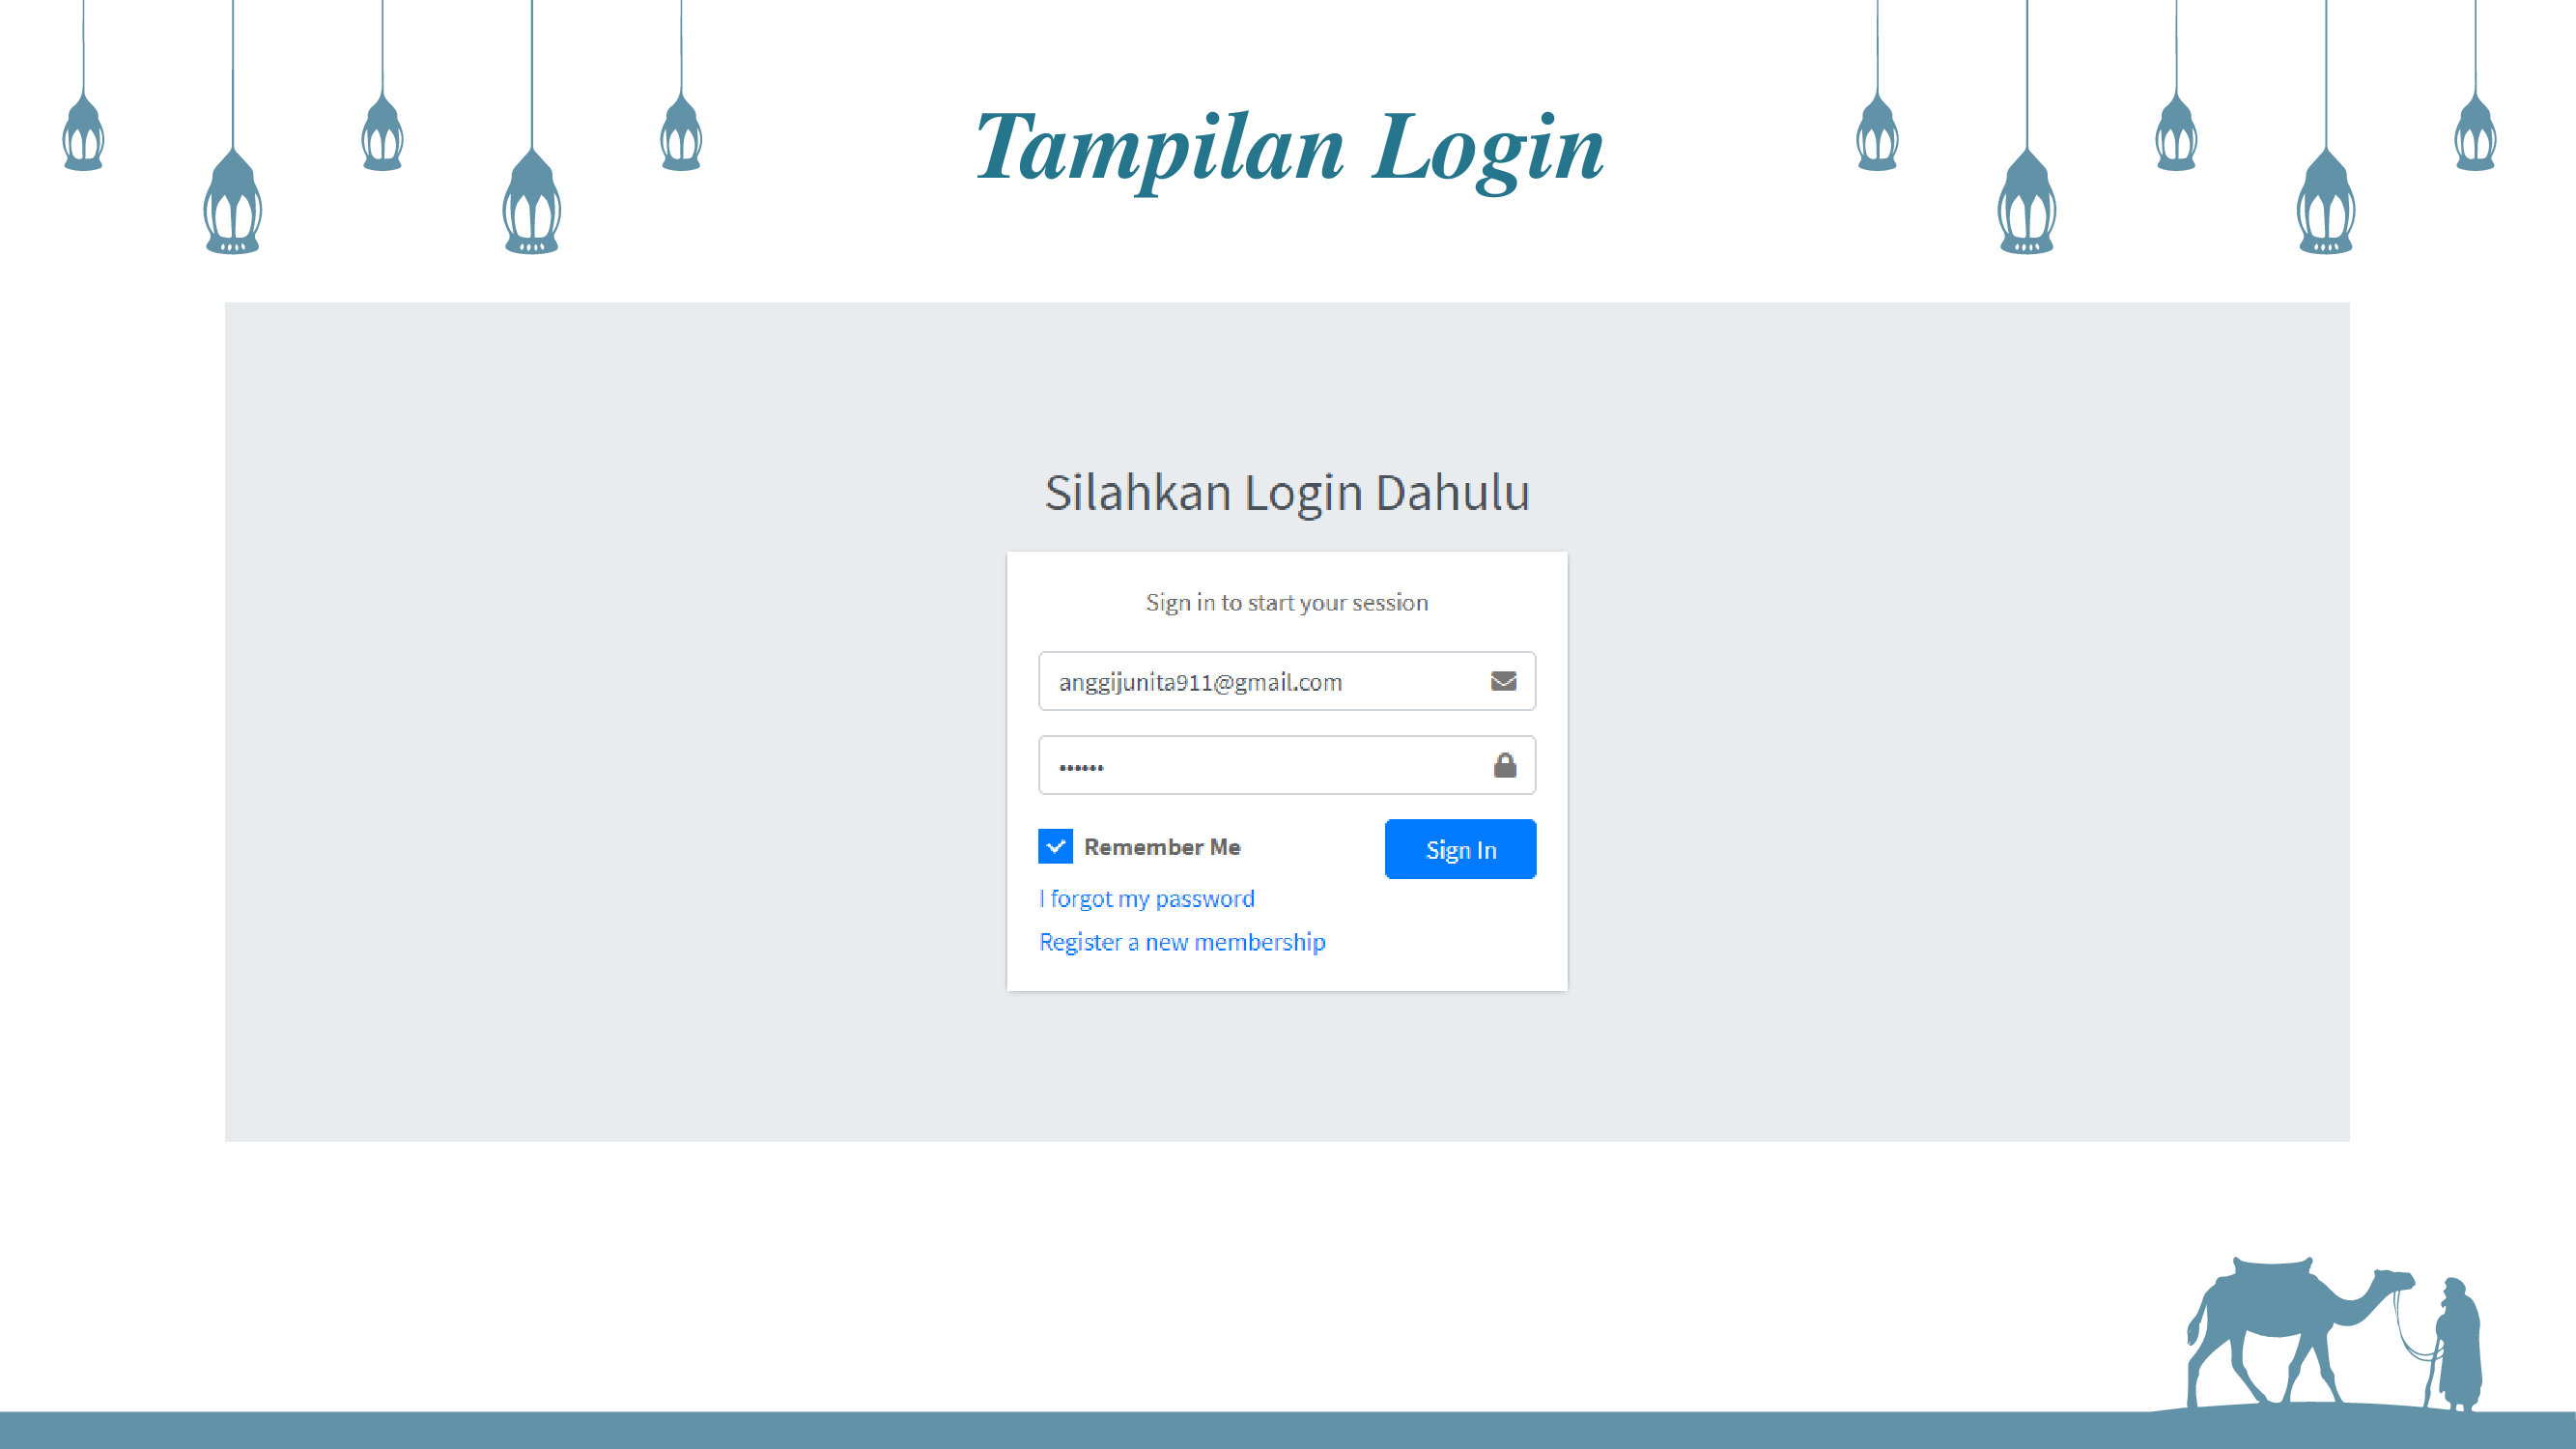 Tampilan Login
Silahkan Login Dahulu
Sign in to start your session
anggijunita911@gmail.com
••••••
Remember Me
Sign In
I forgot my password
Register a new membership